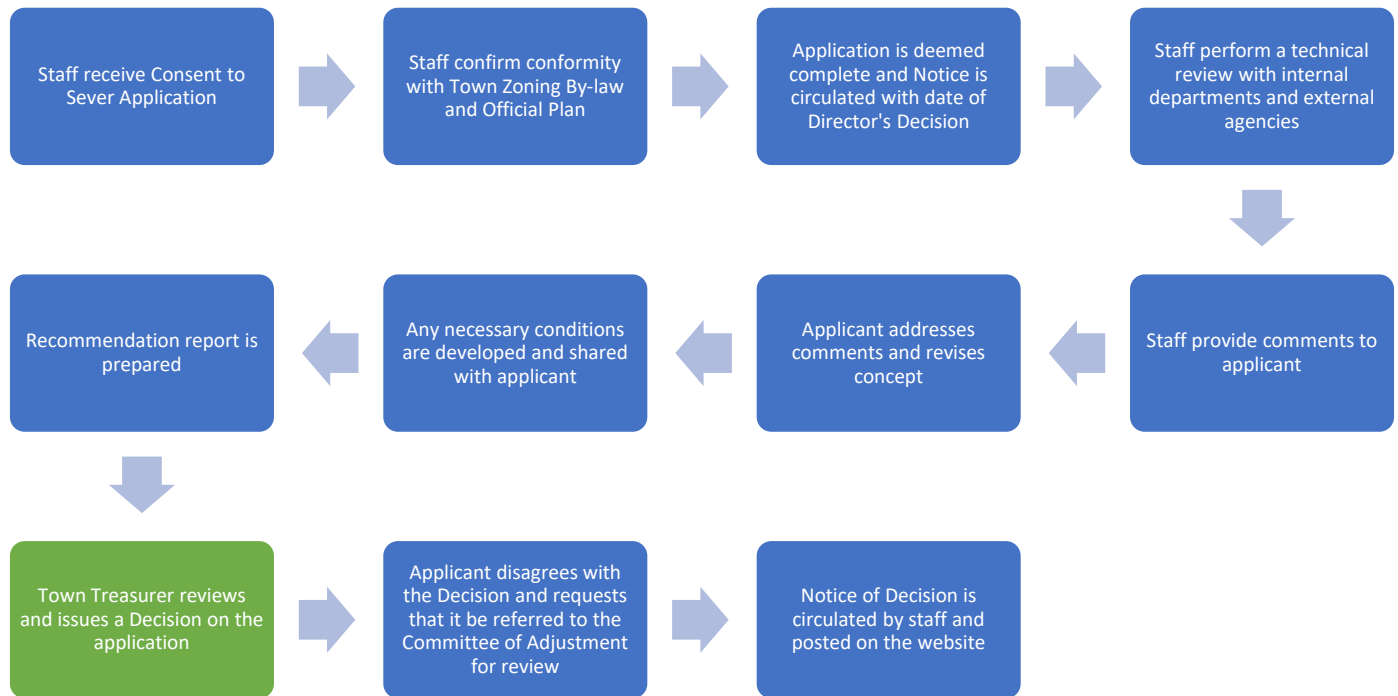 Staff receive Consent to
Sever Application
Staff confirm conformity
with Town Zoning By-law
and Official Plan
Application is deemed
complete and Notice is
circulated with date of
Director's Decision
Staff perform a technical
review with internal
departments and external
agencies
Staff provide comments to
applicant
Applicant addresses
comments and revises
concept
Any necessary conditions
are developed and shared
with applicant
Recommendation report is
prepared
Town Treasurer reviews
and issues a Decision on the
application
Applicant disagrees with
the Decision and requests
that it be referred to the
Committee of Adjustment
for review
Notice of Decision is
circulated by staff and
posted on the website